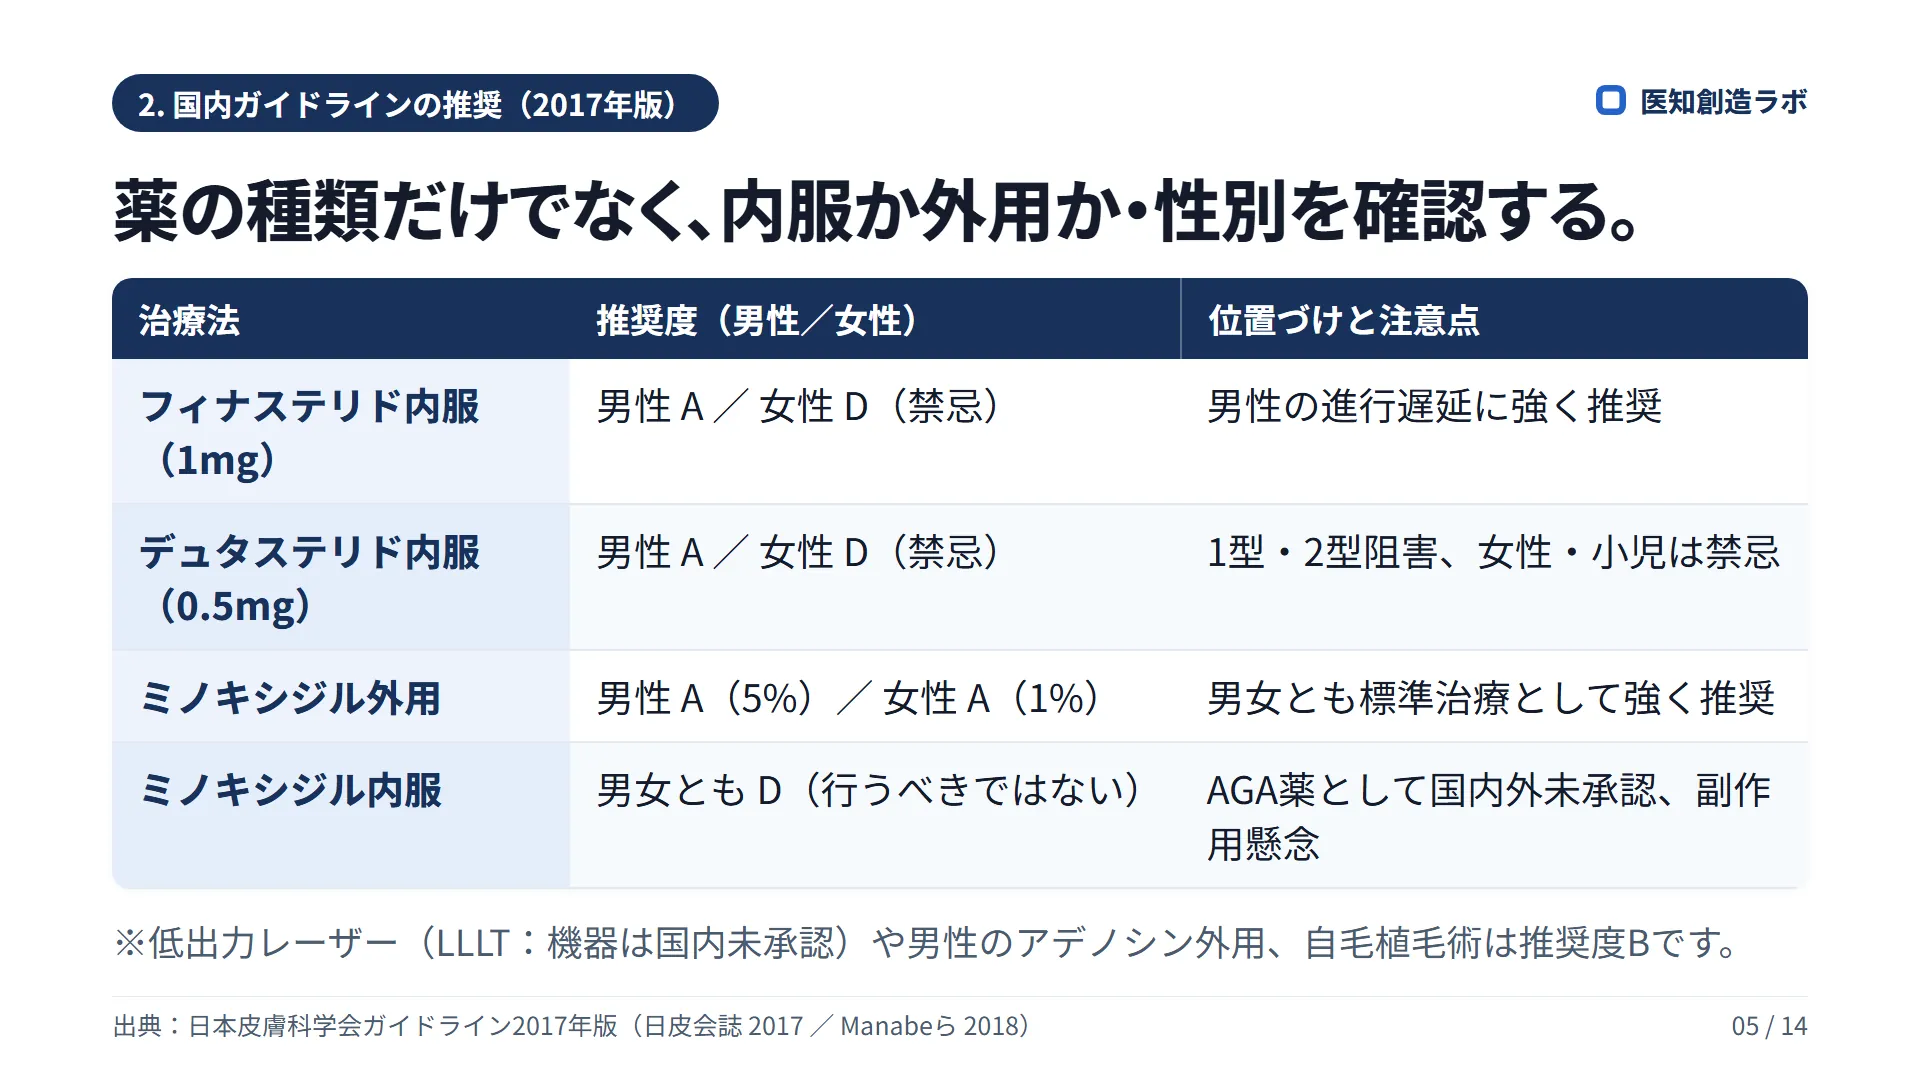 2. 国内ガイドラインの推奨（2017年版）
医知創造ラボ
薬の種類だけでなく、内服か外用か・性別を確認する。
治療法
推奨度（男性／女性）
位置づけと注意点
フィナステリド内服
（1mg）
男性 A ／ 女性 D（禁忌）
男性の進行遅延に強く推奨
デュタステリド内服
（0.5mg）
男性 A ／ 女性 D（禁忌）
1型・2型阻害、女性・小児は禁忌
ミノキシジル外用
男性 A（5%）／ 女性 A（1%）
男女とも標準治療として強く推奨
ミノキシジル内服
男女とも D（行うべきではない）
AGA薬として国内外未承認、副作
用懸念
※低出力レーザー（LLLT：機器は国内未承認）や男性のアデノシン外用、自毛植毛術は推奨度Bです。
出典：日本皮膚科学会ガイドライン2017年版（日皮会誌 2017 ／ Manabeら 2018）
05 / 14